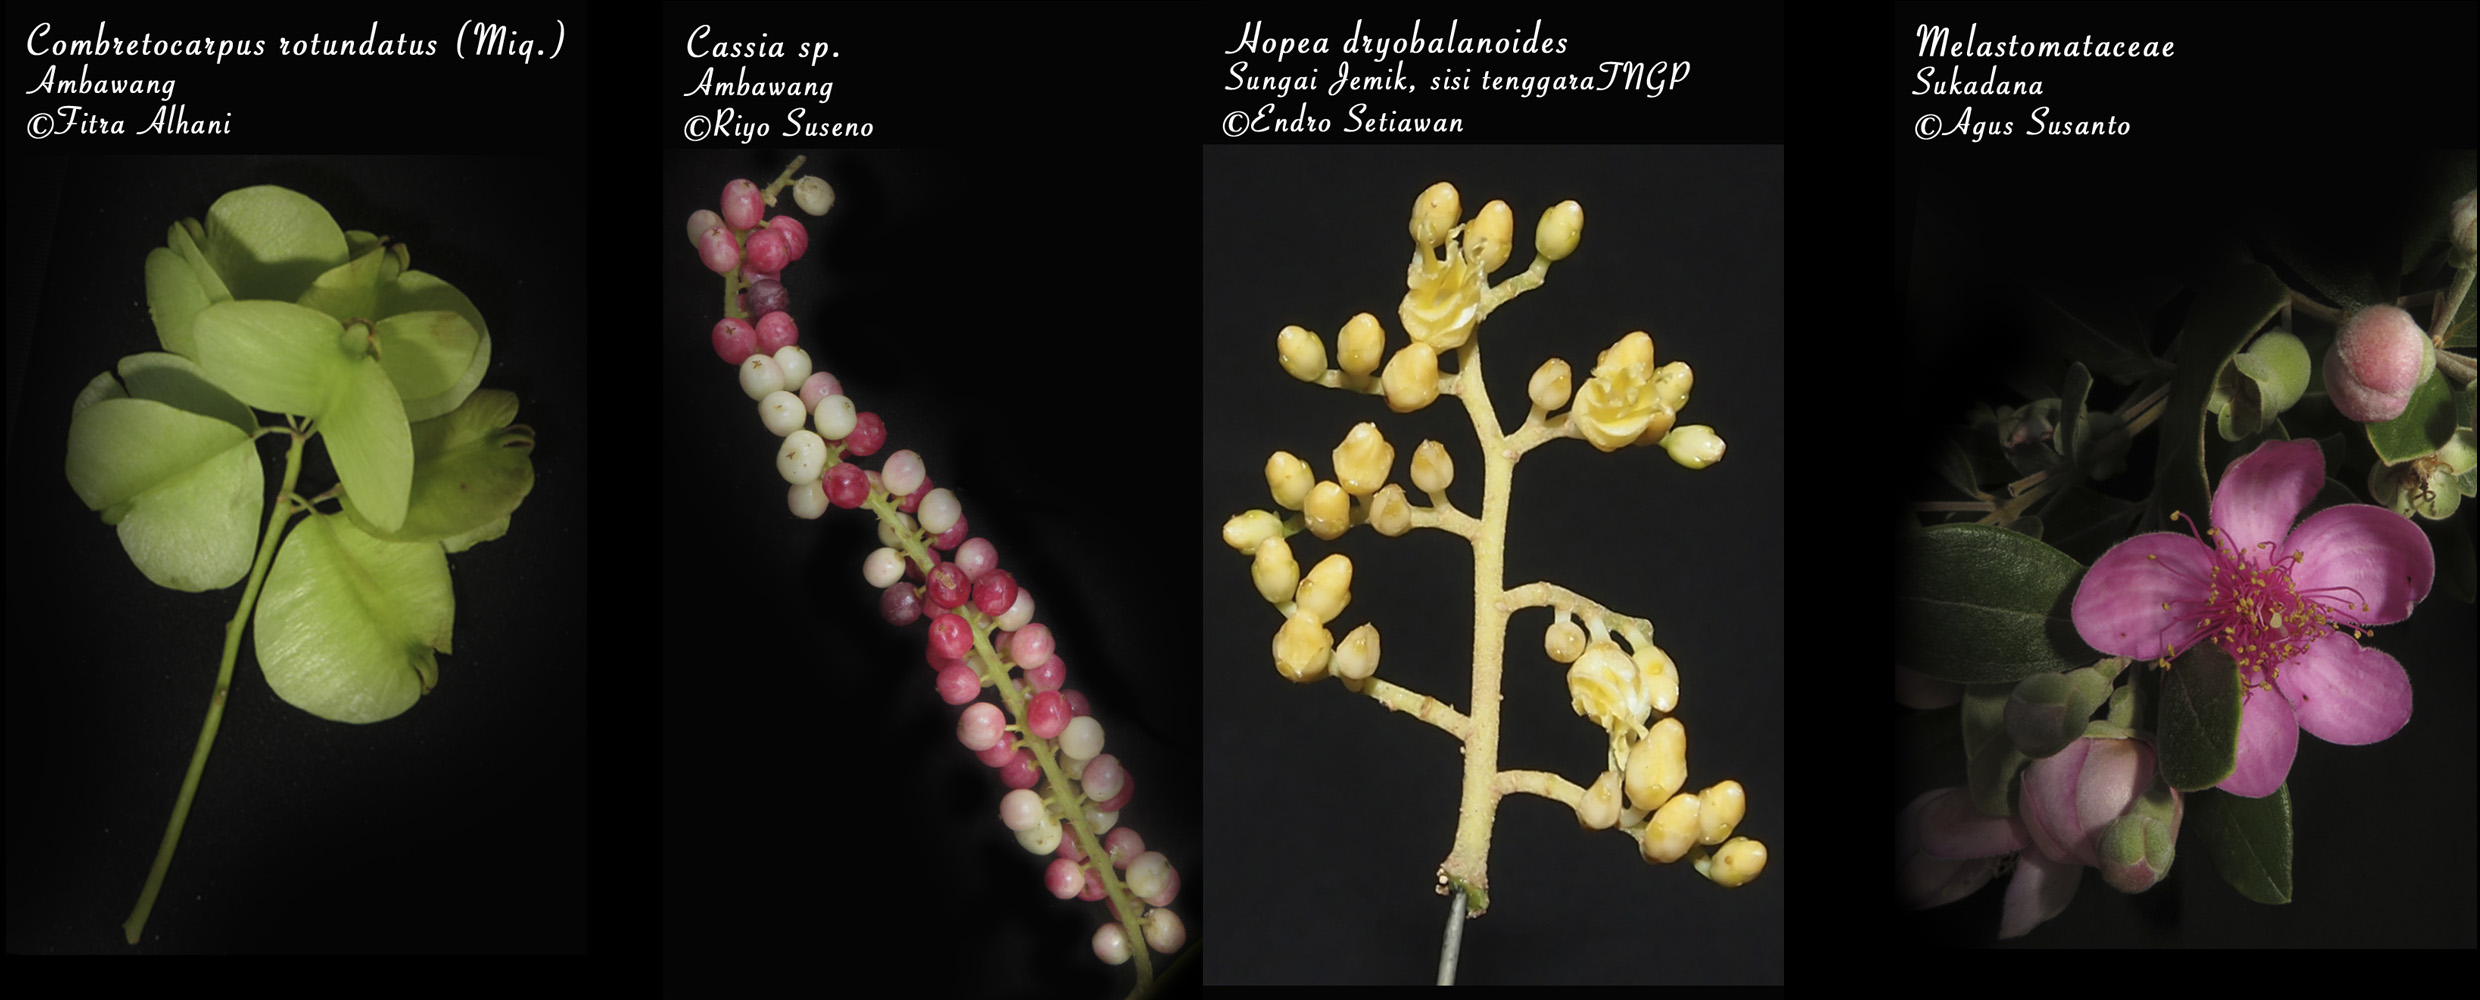 Combretocarpus rotundatus (Miq.)
Ambawang
©Fitra Alhani
Cassia sp.
Ambawang
©Riyo Suseno
Hopea dryobalanoides
Sungai Jemik, sisi tenggaraTNGP
©Endro Setiawan
Melastomataceae
Sukadana
©Agus Susanto